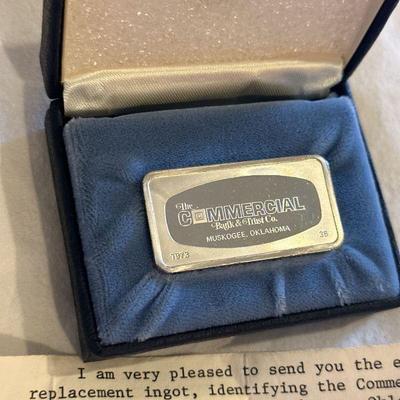 The
COMMERCIAL
Bank & Trust Co.
MUSKOGEE, OKLAHOMA
1973 38
I am very pleased to send you the e
replacement ingot, identifying the Comme